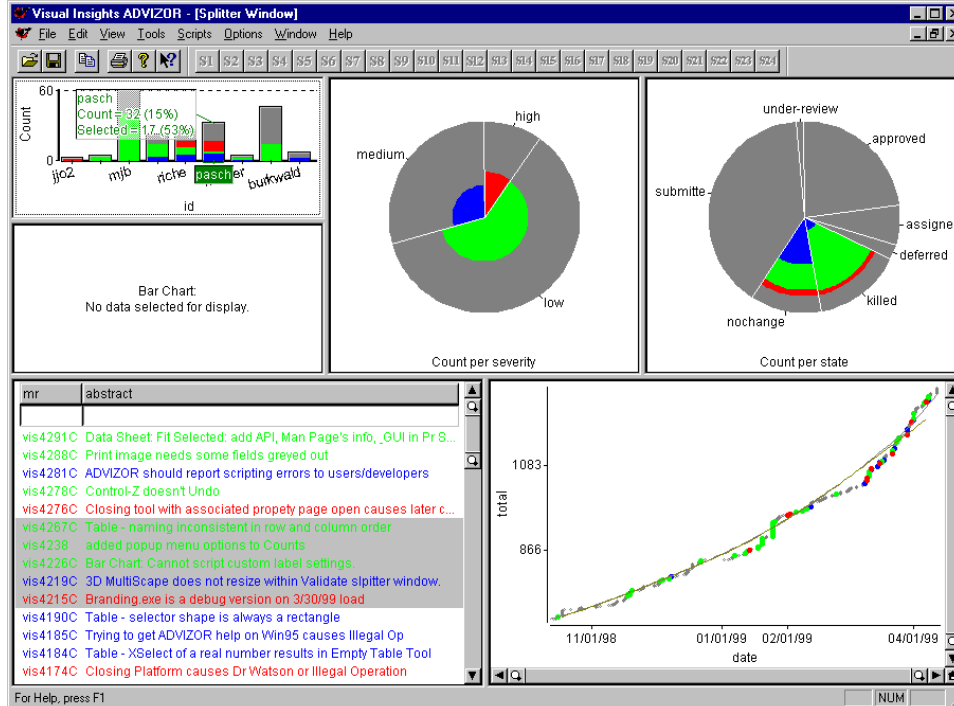 Visual Insights ADVIZOR - [Splitter Window]
File Edit View Tools Scripts Options Window Help
S1 S2 S3 S4 S5 S6 S7 S8 S9 S10 S11 S12 S13 S14 S15 S16 S17 S18 S19 S20 S21 S22 S23 S24
60
pasch
Count = 32 (15%)
Selected = 17 (53%)
Count
0
jjo2 mjb riche pasch er burkwald
id
Bar Chart:
No data selected for display.
high
medium
low
Count per severity
under-review
approved
submitte
assigne
deferred
killed
nochange
Count per state
mr abstract
vis4291C Data Sheet: Fit Selected: add API, Man Page's info, _GUI in Pr S...
vis4288C Print image needs some fields greyed out
vis4281C ADVIZOR should report scripting errors to users/developers
vis4278C Control-Z doesn't Undo
vis4276C Closing tool with associated propety page open causes later c...
vis4267C Table - naming inconsistent in row and column order
vis4238 added popup menu options to Counts
vis4226C Bar Chart: Cannot script custom label settings.
vis4219C 3D MultiScape does not resize within Validate slpitter window.
vis4215C Branding.exe is a debug version on 3/30/99 load
vis4190C Table - selector shape is always a rectangle
vis4185C Trying to get ADVIZOR help on Win95 causes Illegal Op
vis4184C Table - XSelect of a real number results in Empty Table Tool
vis4174C Closing Platform causes Dr Watson or Illegal Operation
1083
total
866
11/01/98 01/01/99 02/01/99 04/01/99
date
For Help, press F1
NUM